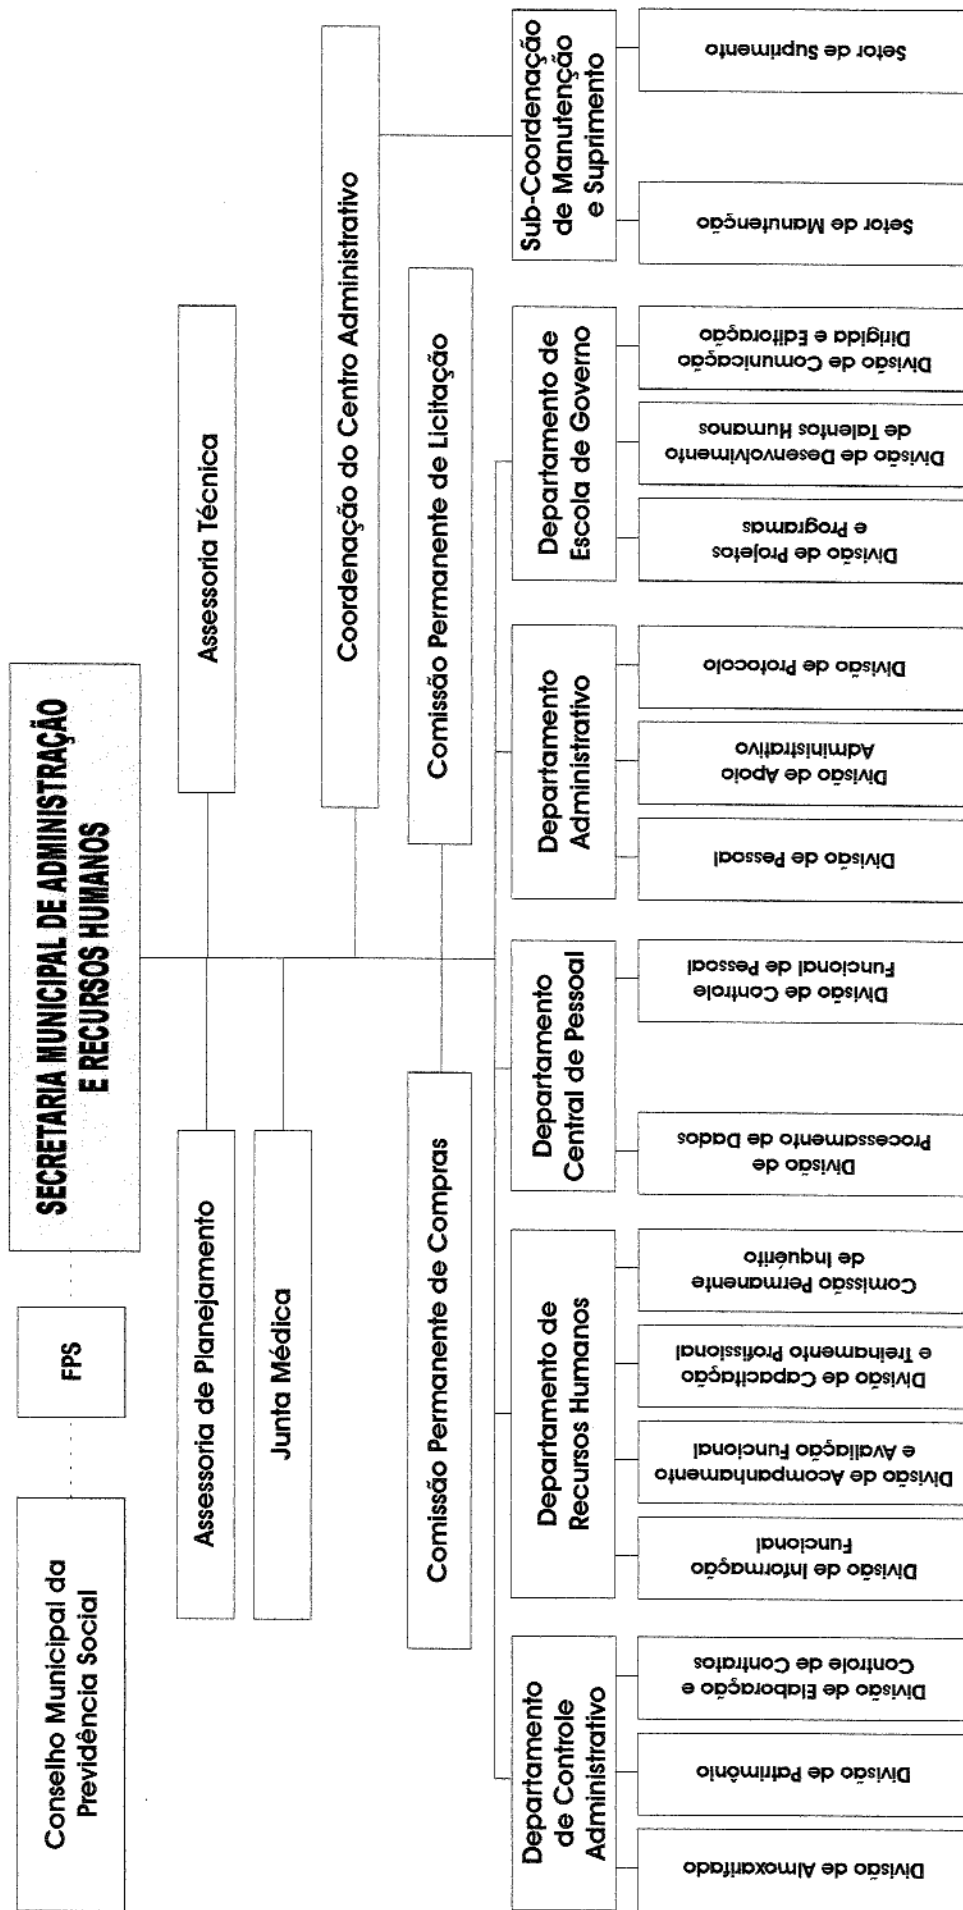 SECRETARIA MUNICIPAL DE ADMINISTRAÇÃO
E RECURSOS HUMANOS
FPS
Conselho Municipal da
Previdência Social
Assessoria de Planejamento
Assessoria Técnica
Junta Médica
Coordenação do Centro Administrativo
Comissão Permanente de Compras
Comissão Permanente de Licitação
Departamento
de Controle
Administrativo
Departamento de
Recursos Humanos
Departamento
Central de Pessoal
Departamento
Administrativo
Departamento de
Escola de Governo
Sub-Coordenação
de Manutenção
e Suprimento
Divisão de Almoxarifado
Divisão de Patrimônio
Divisão de Elaboração e
Controle de Contratos
Divisão de Informação
Funcional
Divisão de Acompanhamento
e Avaliação Funcional
Divisão de Capacitação
e Treinamento Profissional
Comissão Permanente
de Inquérito
Divisão de
Processamento de Dados
Divisão de Controle
Funcional de Pessoal
Divisão de Pessoal
Divisão de Apoio
Administrativo
Divisão de Protocolo
Divisão de Projetos
e Programas
Divisão de Desenvolvimento
de Talentos Humanos
Divisão de Comunicação
Dirigida e Editoração
Setor de Manutenção
Setor de Suprimento